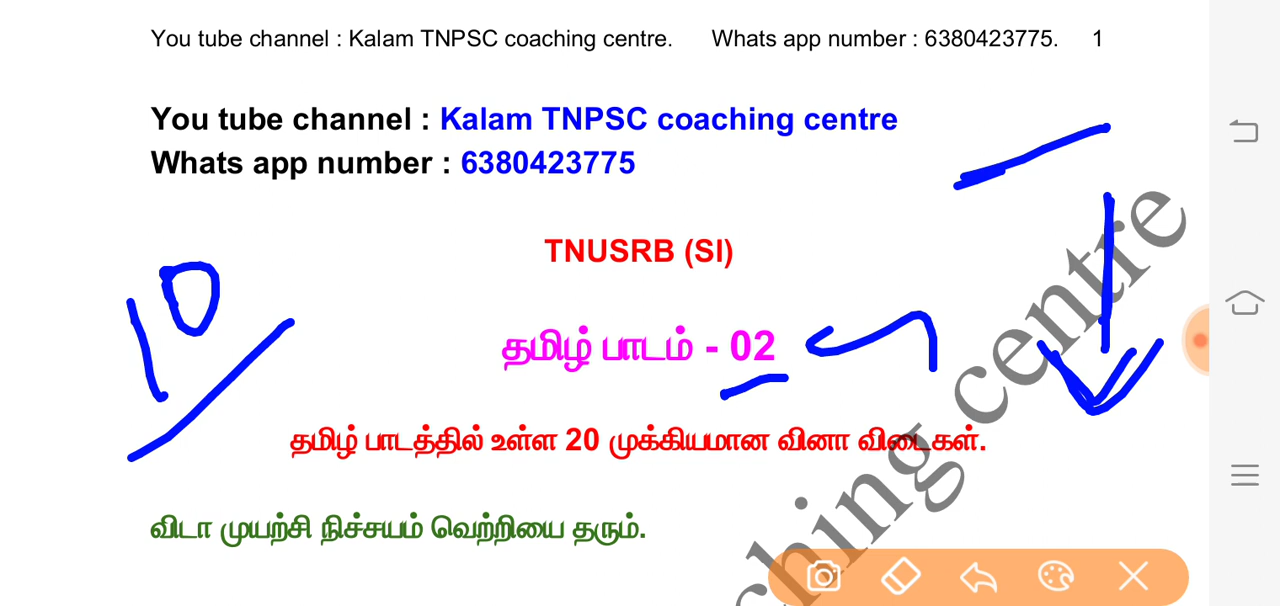 You tube channel : Kalam TNPSC coaching centre. Whats app number : 6380423775. 1
You tube channel : Kalam TNPSC coaching centre
Whats app number : 6380423775
TNUSRB (SI)
10
தமிழ் பாடம் - 02
தமிழ் பாடத்தில் உள்ள 20 முக்கியமான வினா விடைகள்.
விடா முயற்சி நிச்சயம் வெற்றியை தரும்.
ching centre